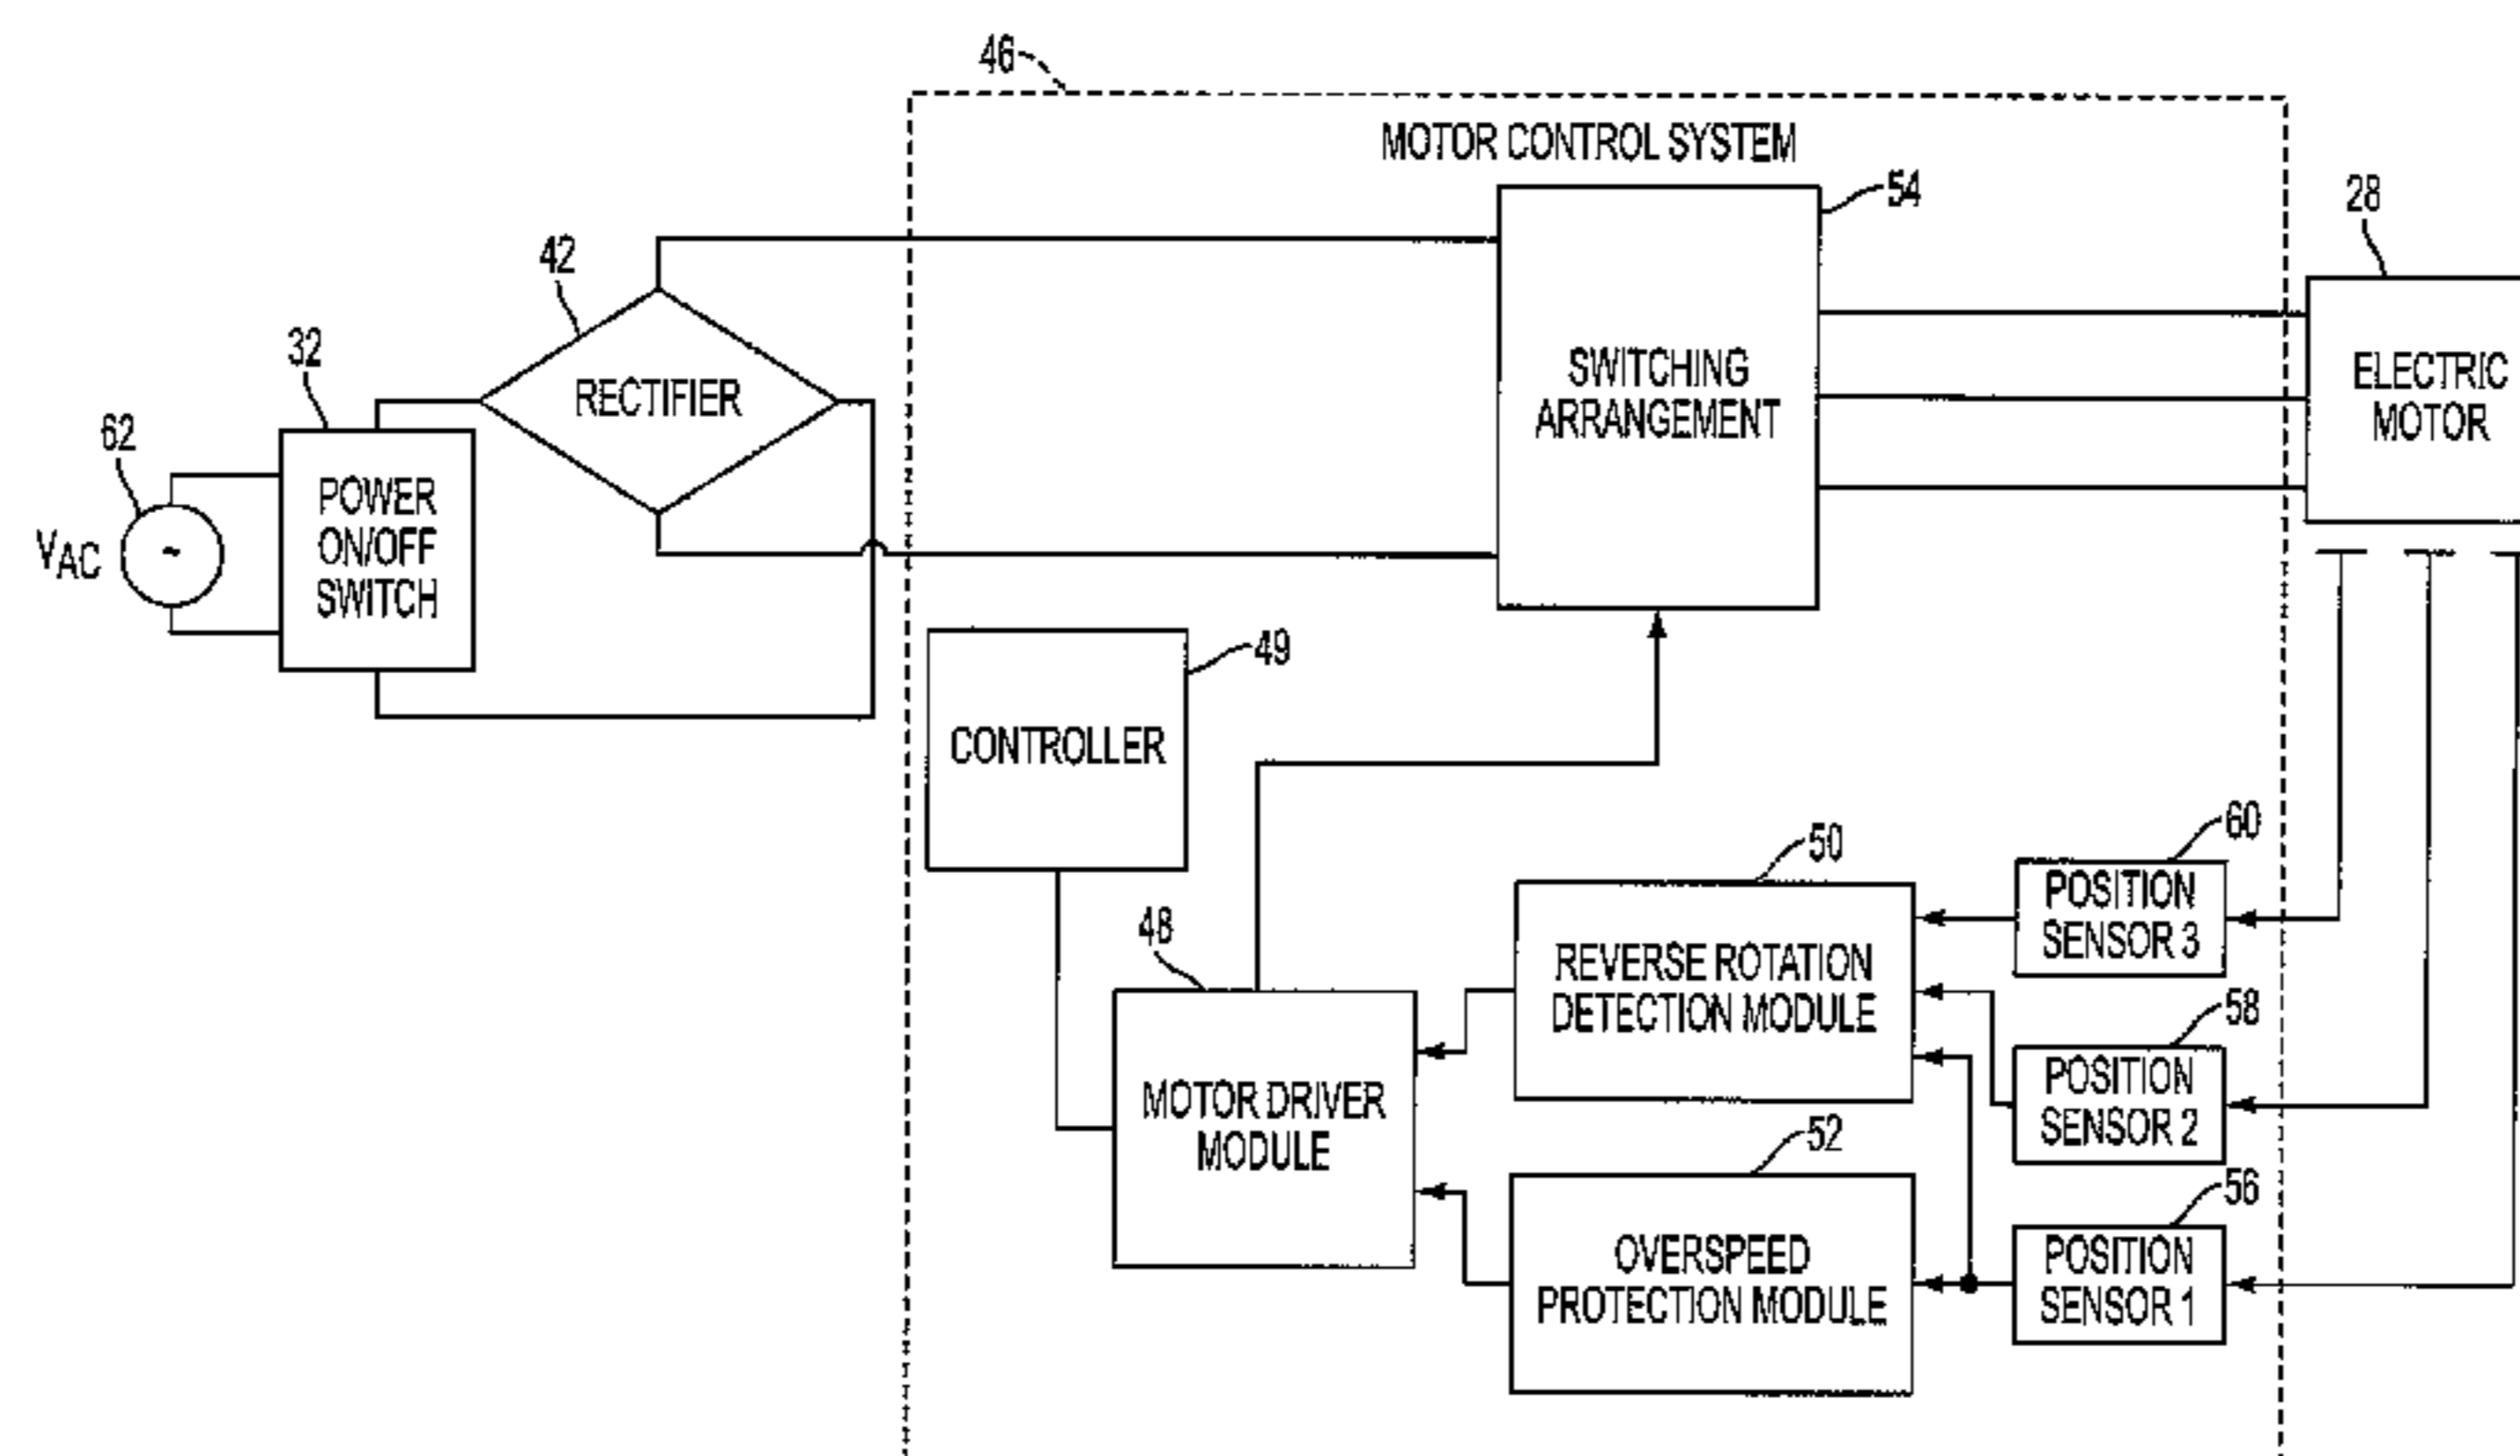 46
MOTOR CONTROL SYSTEM
54
28
42
RECTIFIER
SWITCHING
ARRANGEMENT
ELECTRIC
MOTOR
32
62
VAC
~
POWER
ON/OFF
SWITCH
49
CONTROLLER
60
POSITION
SENSOR 3
50
REVERSE ROTATION
DETECTION MODULE
48
MOTOR DRIVER
MODULE
58
POSITION
SENSOR 2
52
OVERSPEED
PROTECTION MODULE
56
POSITION
SENSOR 1